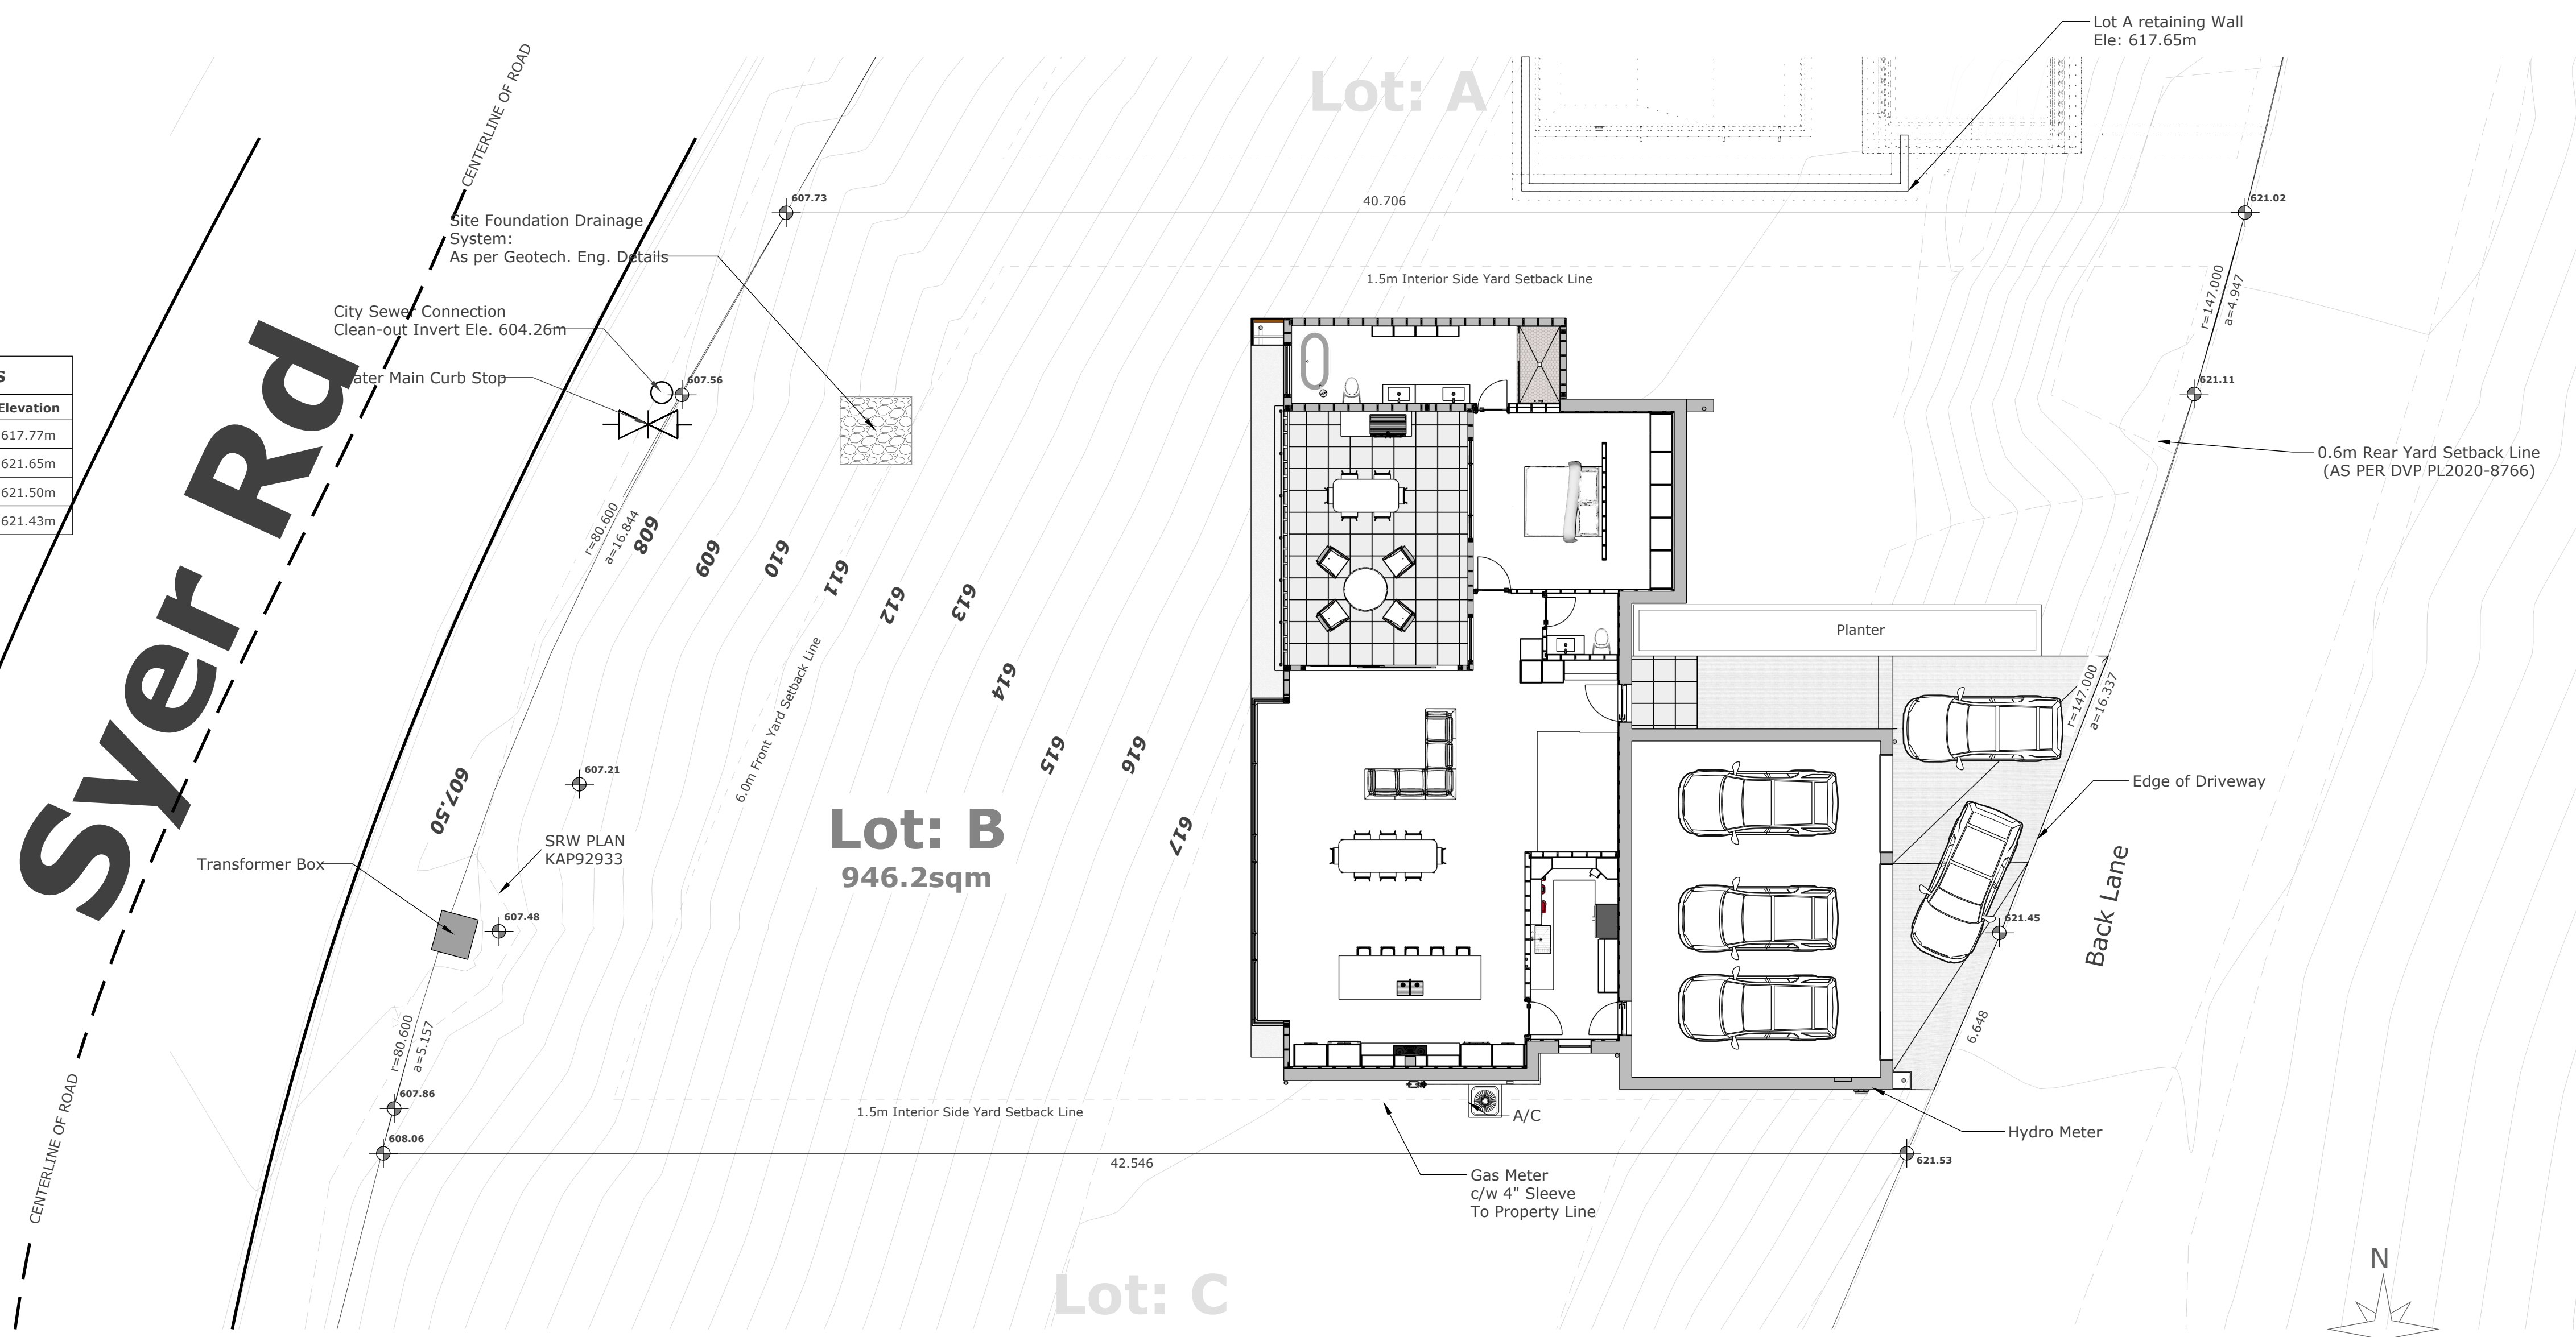 Lot A retaining Wall
Ele: 617.65m
Lot: A
CENTERLINE OF ROAD
607.73
40.706
621.02
Site Foundation Drainage
System:
As per Geotech. Eng. Details
1.5m Interior Side Yard Setback Line
r=147.000
a=4.947
City Sewer Connection
Clean-out Invert Ele. 604.26m
ater Main Curb Stop
607.56
621.11
S
Elevation
617.77m
621.65m
621.50m
621.43m
0.6m Rear Yard Setback Line
(AS PER DVP PL2020-8766)
Syer Rd
r=80.600
a=16.844
608
609
610
611
612
613
614
615
616
617
607.50
6.0m Front Yard Setback Line
Planter
r=147.000
a=16.337
607.21
Edge of Driveway
Lot: B
946.2sqm
SRW PLAN
KAP92933
Transformer Box
607.48
621.45
Back Lane
r=80.600
a=5.157
6.648
607.86
1.5m Interior Side Yard Setback Line
A/C
608.06
42.546
Hydro Meter
621.53
Gas Meter
c/w 4" Sleeve
To Property Line
CENTERLINE OF ROAD
Lot: C
N